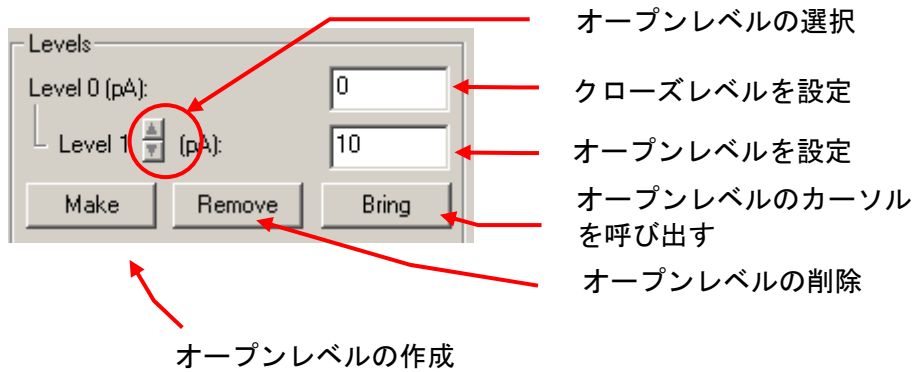 オープンレベルの選択
Levels
Level 0 (pA):
0
クローズレベルを設定
Level 1
(pA):
10
オープンレベルを設定
Make
Remove
Bring
オープンレベルのカーソル
を呼び出す
オープンレベルの削除
オープンレベルの作成